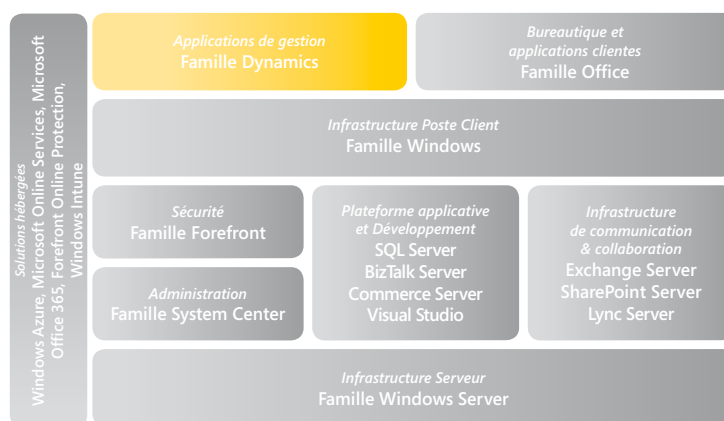 Solutions hébergées
Windows Azure, Microsoft Online Services, Microsoft
Office 365, Forefront Online Protection,
Windows Intune
Applications de gestion
Famille Dynamics
Bureautique et
applications clientes
Famille Office
Infrastructure Poste Client
Famille Windows
Sécurité
Famille Forefront
Administration
Famille System Center
Plateforme applicative
et Développement
SQL Server
BizTalk Server
Commerce Server
Visual Studio
Infrastructure
de communication
& collaboration
Exchange Server
SharePoint Server
Lync Server
Infrastructure Serveur
Famille Windows Server